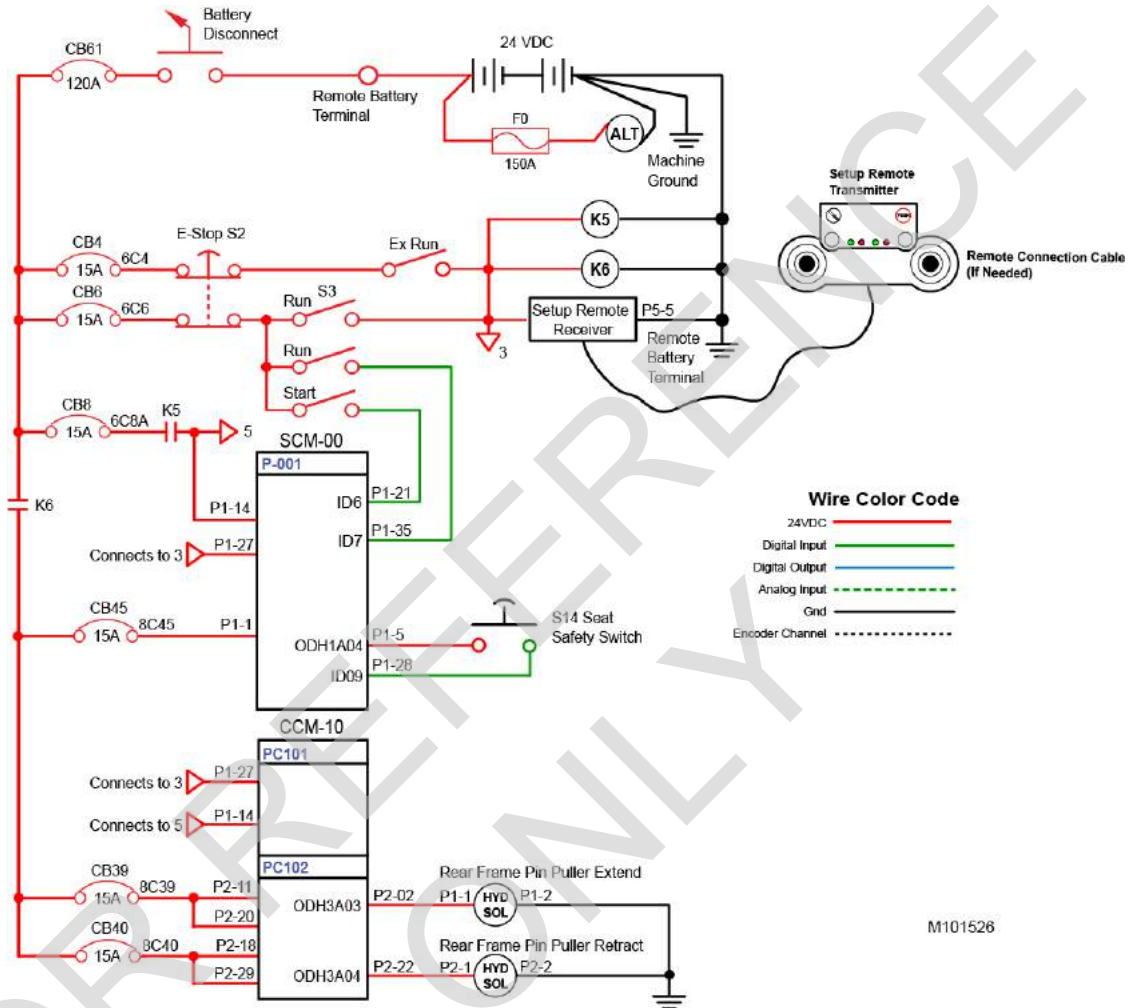 Battery
Disconnect
CB61
120A
24 VDC
Remote Battery
Terminal
F0
150A
ALT
Machine
Ground
Setup Remote
Transmitter
Remote Connection Cable
(If Needed)
K5
K6
CB4
15A
6C4
E-Stop S2
Ex Run
CB6
15A
6C6
Run
S3
Setup Remote
Receiver
P5-5
Remote
Battery
Terminal
3
Run
Start
CB8
15A
6C8A
K5
5
K6
SCM-00
P-001
P1-14
ID6
P1-21
ID7
P1-35
Connects to 3
P1-27
CB45
15A
8C45
P1-1
ODH1A04
P1-5
ID09
P1-28
S14 Seat
Safety Switch
Wire Color Code
24VDC
Digital Input
Digital Output
Analog Input
Gnd
Encoder Channel
CCM-10
PC101
Connects to 3
P1-27
Connects to 5
P1-14
PC102
CB39
15A
8C39
P2-11
P2-20
CB40
15A
8C40
P2-18
P2-29
ODH3A03
P2-02
Rear Frame Pin Puller Extend
P1-1
HYD
SOL
P1-2
ODH3A04
P2-22
Rear Frame Pin Puller Retract
P2-1
HYD
SOL
P2-2
M101526
OR REFERENCE
ONLY